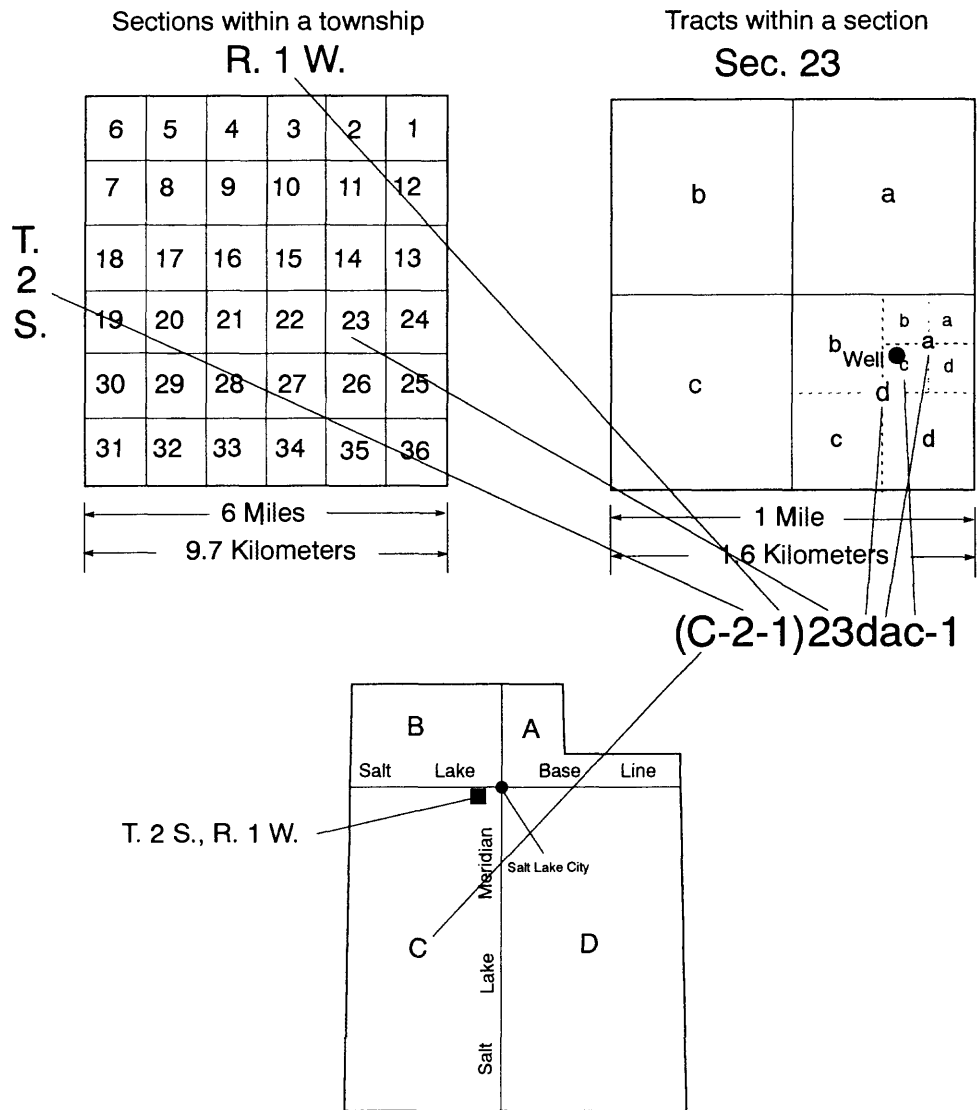 Sections within a township
R. 1 W.
Tracts within a section
Sec. 23
T.
2
S.
6 5 4 3 2 1
7 8 9 10 11 12
18 17 16 15 14 13
19 20 21 22 23 24
30 29 28 27 26 25
31 32 33 34 35 36
6 Miles
9.7 Kilometers
b a
b a
b a
Well c d
c d
c d
1 Mile
1.6 Kilometers
(C-2-1)23dac-1
B A
Salt Lake Base Line
T. 2 S., R. 1 W.
Salt Lake City
C D
Salt Lake Meridian